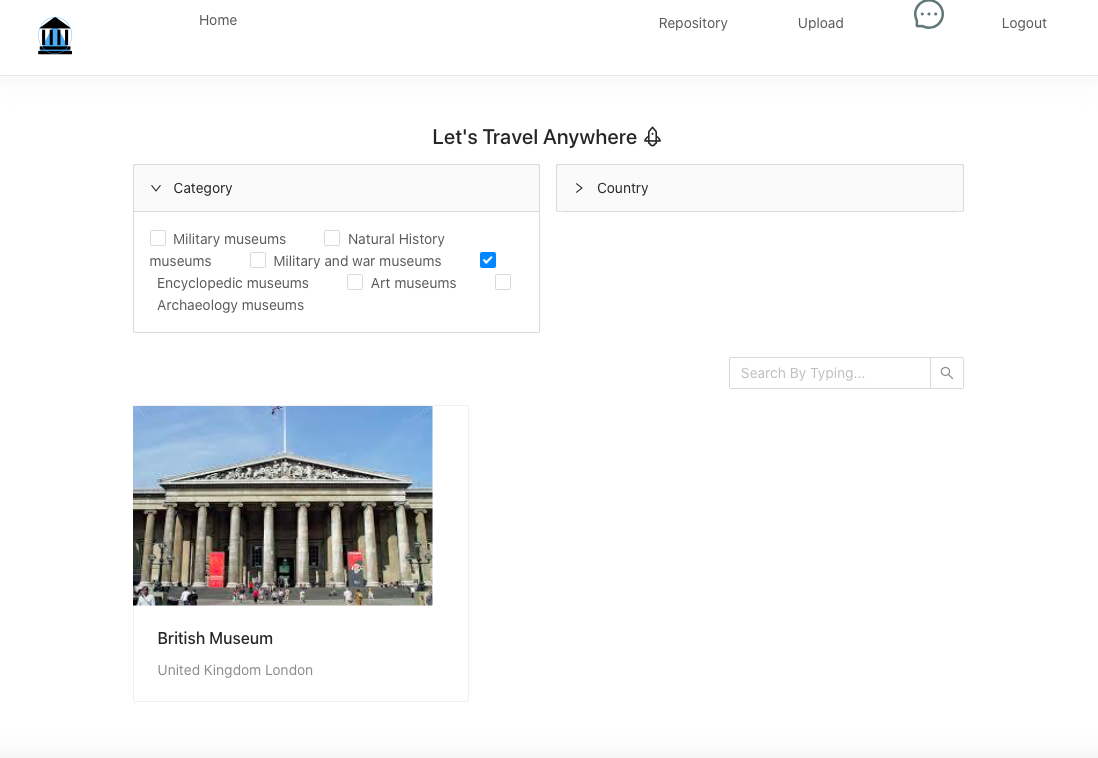 Home
Repository
Upload
Logout
Let's Travel Anywhere
Category
Country
Military museums
Natural History
museums
Military and war museums
Encyclopedic museums
Art museums
Archaeology museums
Search By Typing...
British Museum
United Kingdom London